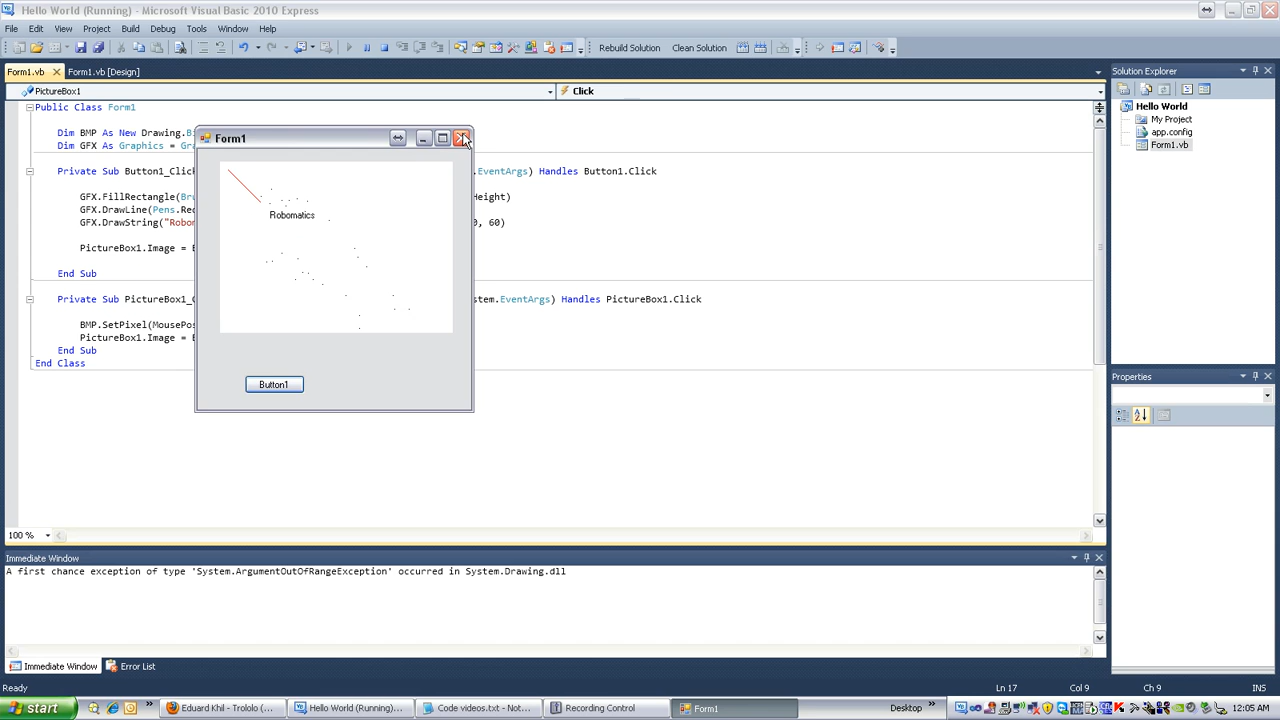 Hello World (Running) - Microsoft Visual Basic 2010 Express
File Edit View Project Build Debug Tools Window Help
Rebuild Solution Clean Solution
Form1.vb Form1.vb [Design]
PictureBox1 Click
Public Class Form1
Dim BMP As New Drawing.
Dim GFX As Graphics =
Private Sub Button1_Click .EventArgs) Handles Button1.Click
GFX.FillRectangle( Height)
GFX.DrawLine(Pens.
GFX.DrawString( , 60)
PictureBox1.Image =
End Sub
Private Sub PictureBox1_ .EventArgs) Handles PictureBox1.Click
BMP.SetPixel(
PictureBox1.Image =
End Sub
End Class
Form1
Robomatics
Button1
100 %
Immediate Window
A first chance exception of type 'System.ArgumentOutOfRangeException' occurred in System.Drawing.dll
Immediate Window Error List
Solution Explorer
Hello World
My Project
app.config
Form1.vb
Properties
Ready Ln 17 Col 9 Ch 9 INS
start Eduard Khil - Trololo (... Hello World (Running)... Code videos.txt - Not... Recording Control Form1 Desktop 12:05 AM